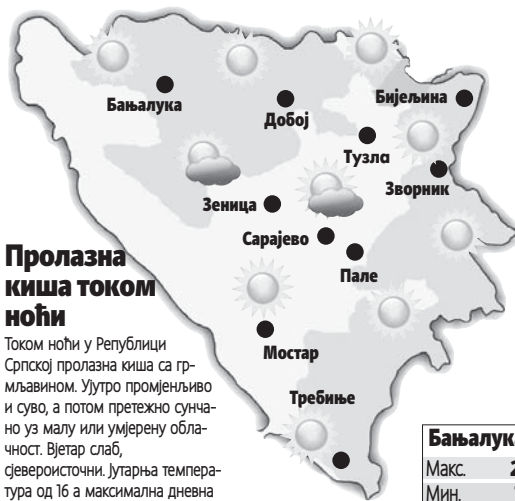 Бањалука
Добој
Бијељина
Тузла
Зворник
Зеница
Сарајево
Пале
Мостар
Требиње
Пролазна
киша током
ноћи
Током ноћи у Републици
Српској пролазна киша са гр-
мљавином. Ујутро промјенљиво
и суво, а потом претежно сунча-
но уз малу или умјерену обла-
чност. Вјетар слаб,
сјевероисточни. Јутарња темпера-
тура од 16 а максимална дневна
Бањалука
Макс.
Мин.